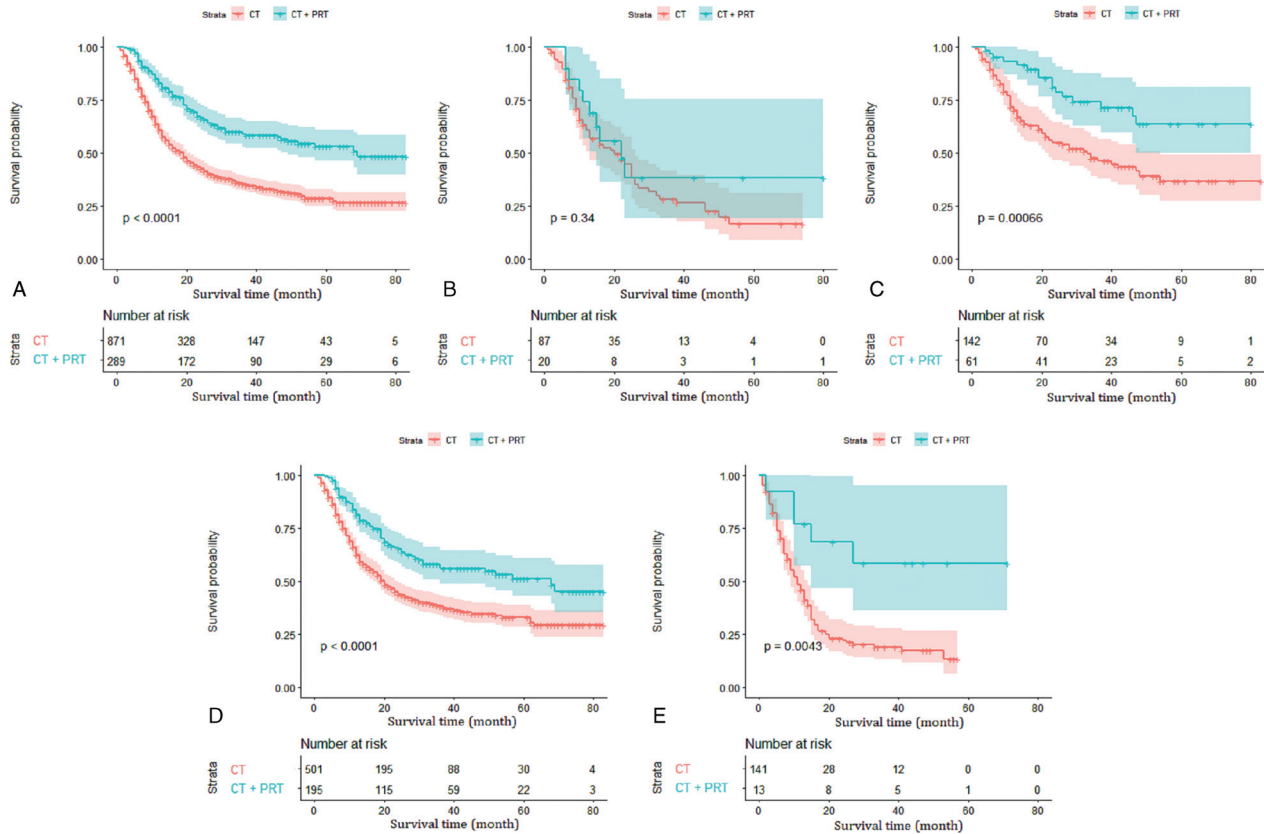 Strata CT CT + PRT
1.00
0.75
0.50
0.25
0.00
Survival probability
p < 0.0001
0 20 40 60 80
Survival time (month)
A
Number at risk
Strata
CT 871 328 147 43 5
CT + PRT 289 172 90 29 6
0 20 40 60 80
Survival time (month)
Strata CT CT + PRT
1.00
0.75
0.50
0.25
0.00
Survival probability
p = 0.34
0 20 40 60 80
Survival time (month)
B
Number at risk
Strata
CT 87 35 13 4 0
CT + PRT 20 8 3 1 1
0 20 40 60 80
Survival time (month)
Strata CT CT + PRT
1.00
0.75
0.50
0.25
0.00
Survival probability
p = 0.00066
0 20 40 60 80
Survival time (month)
C
Number at risk
Strata
CT 142 70 34 9 1
CT + PRT 61 41 23 5 2
0 20 40 60 80
Survival time (month)
Strata CT CT + PRT
1.00
0.75
0.50
0.25
0.00
Survival probability
p < 0.0001
0 20 40 60 80
Survival time (month)
D
Number at risk
Strata
CT 501 195 88 30 4
CT + PRT 195 115 59 22 3
0 20 40 60 80
Survival time (month)
Strata CT CT + PRT
1.00
0.75
0.50
0.25
0.00
Survival probability
p = 0.0043
0 20 40 60 80
Survival time (month)
E
Number at risk
Strata
CT 141 28 12 0 0
CT + PRT 13 8 5 1 0
0 20 40 60 80
Survival time (month)